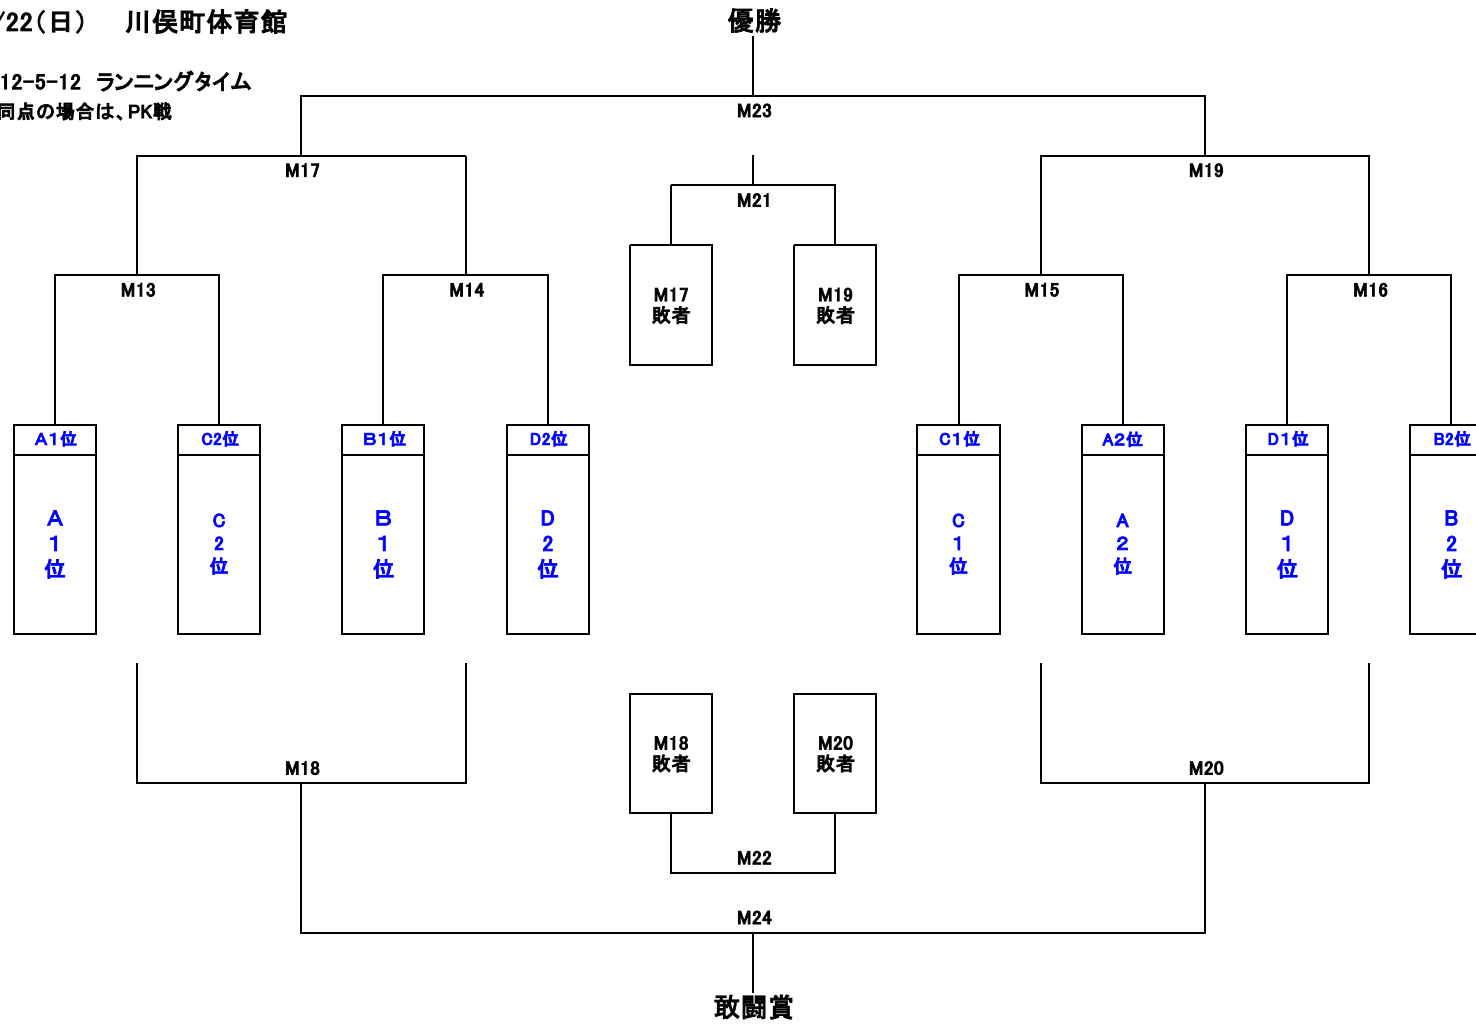 /22(日)　川俣町体育館
優勝
12-5-12 ランニングタイム
同点の場合は、PK戦
M23
M17
M19
M21
M13
M14
M17
敗者
M19
敗者
M15
M16
A1位
C2位
B1位
D2位
C1位
A2位
D1位
B2位
A
1
位
C
2
位
B
1
位
D
2
位
C
1
位
A
2
位
D
1
位
B
2
位
M18
敗者
M20
敗者
M18
M20
M22
M24
敢闘賞